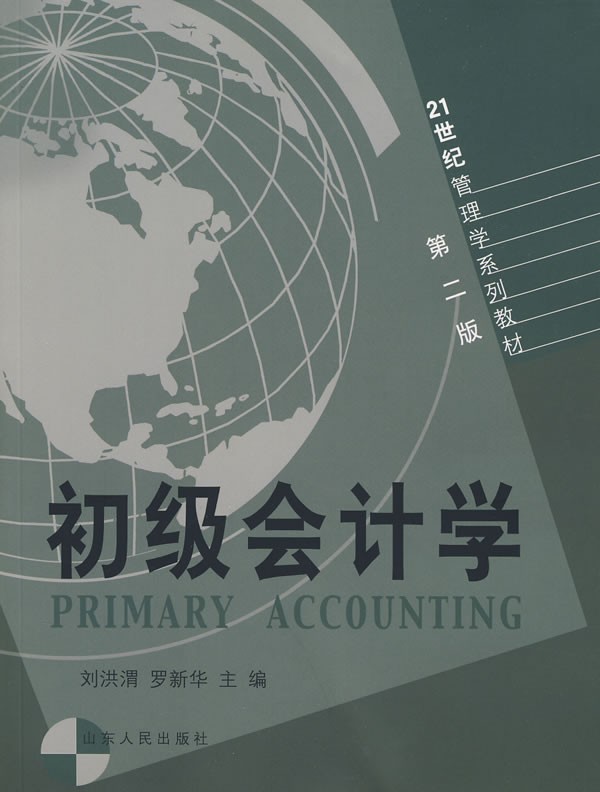 21世纪管理学系列教材
第二版
初级会计学
PRIMARY ACCOUNTING
刘洪渭 罗新华 主 编
山东人民出版社